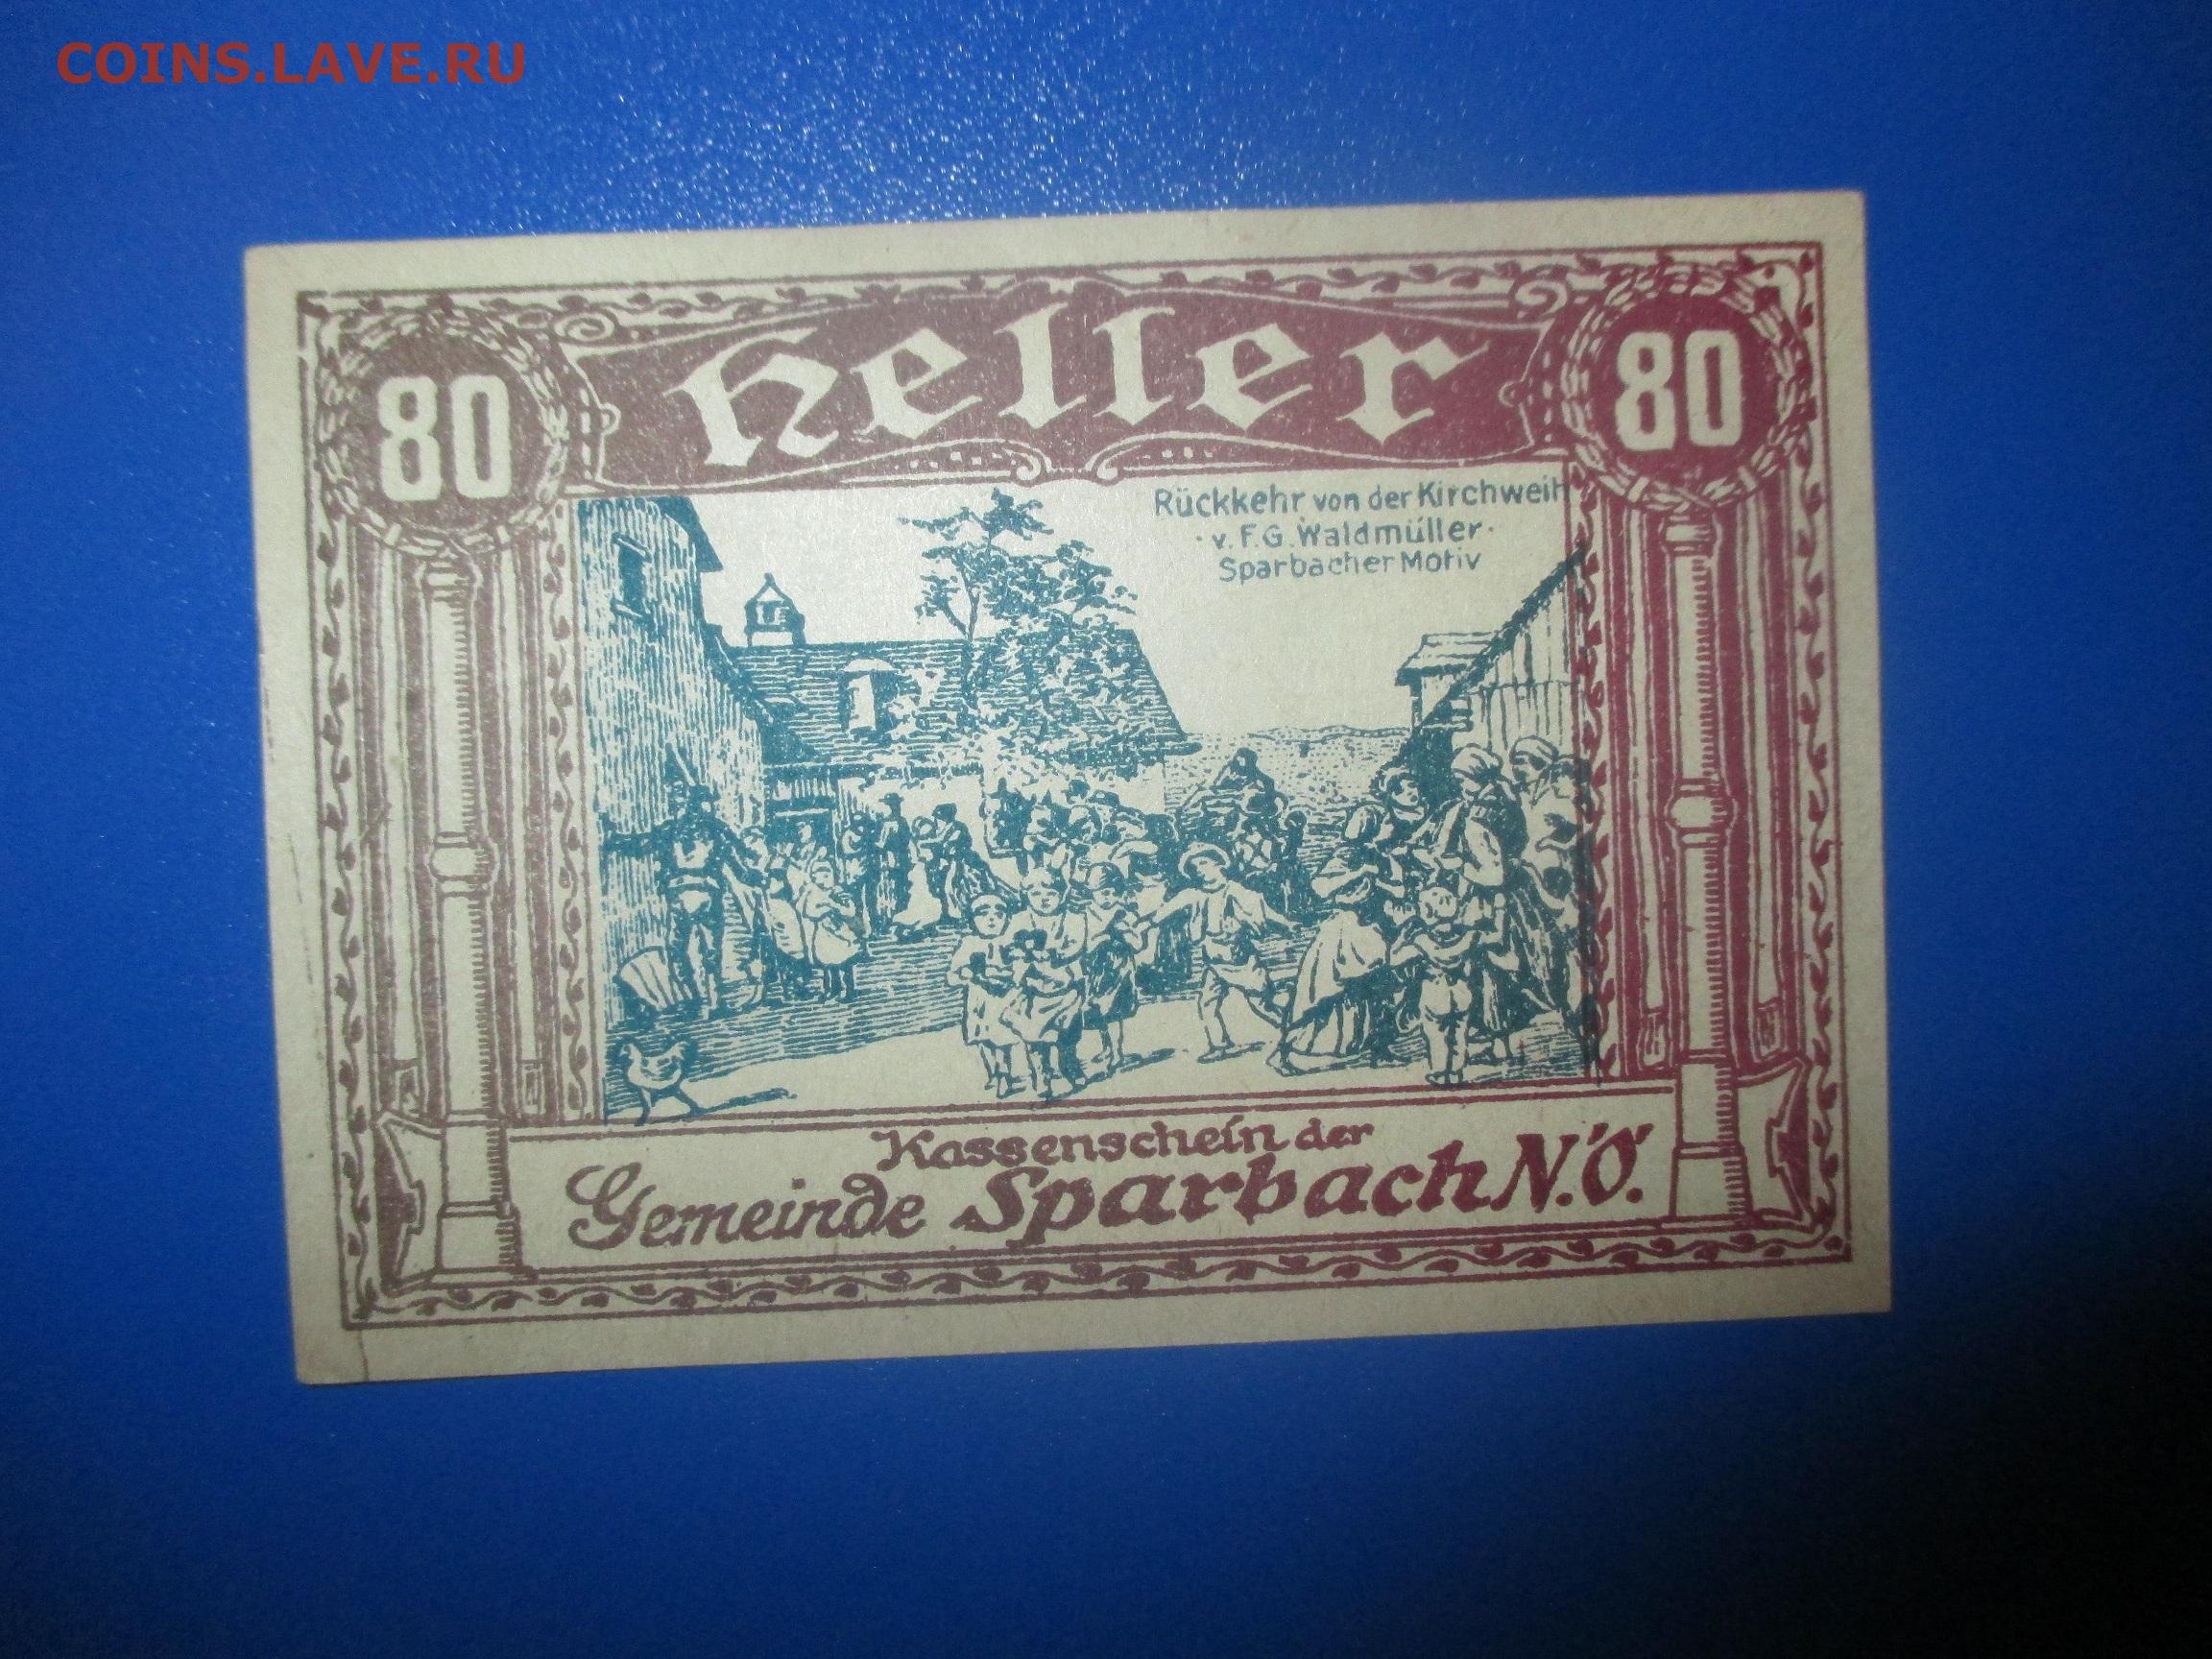 COINS.LAVE.RU
80 Heller 80
Rückkehr von der Kirchweih
· v. F. G. Waldmüller ·
Sparbacher Motiv
Kassenschein der
Gemeinde Sparbach N.Ö.